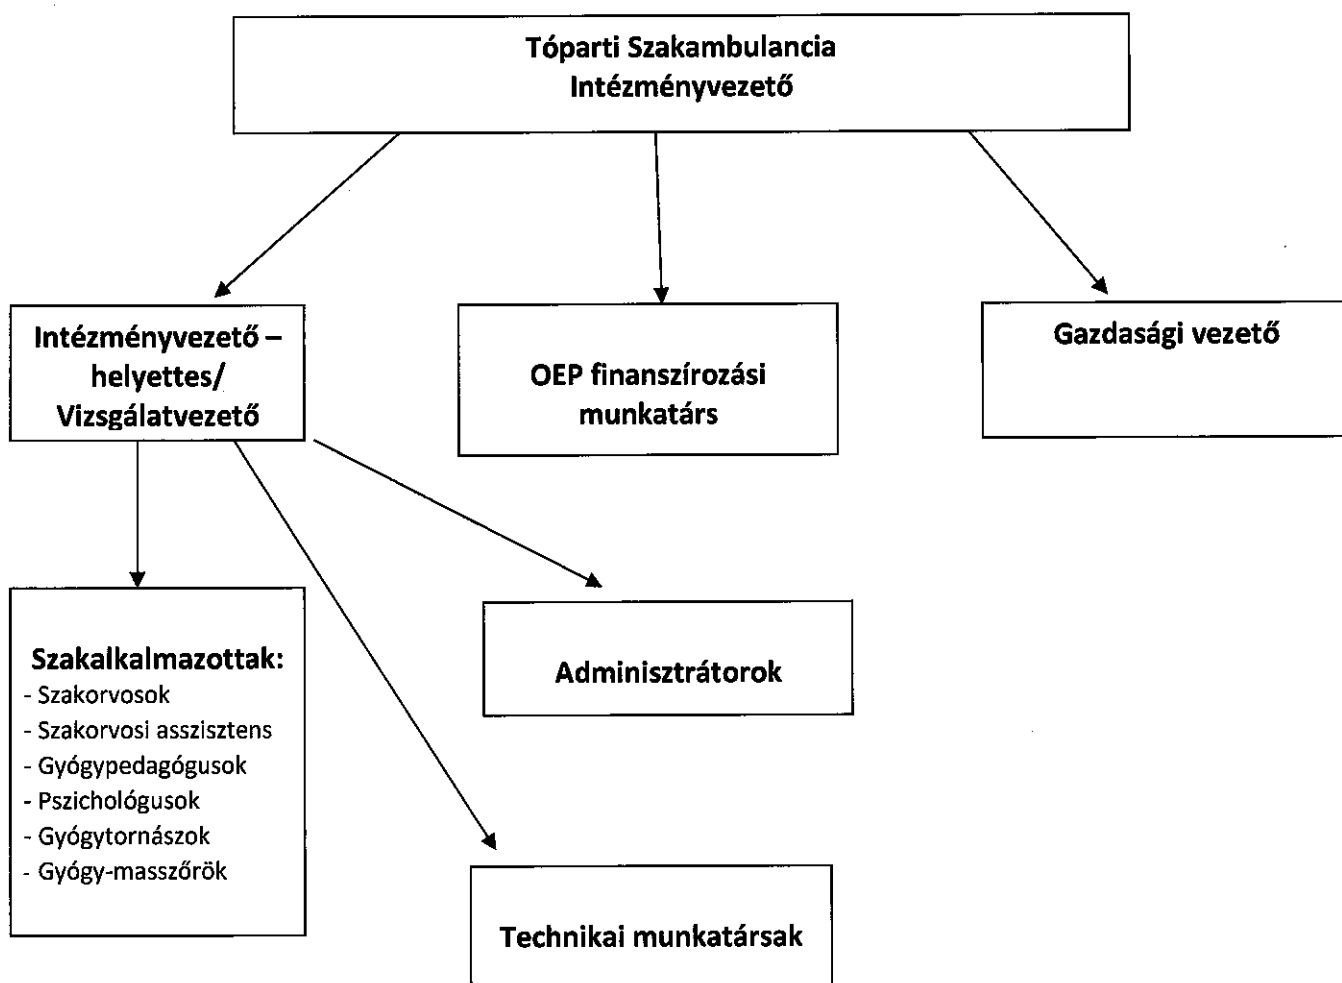 Tóparti Szakambulancia
Intézményvezető
Intézményvezető –
helyettes/
Vizsgálatvezető
OEP finanszírozási
munkatárs
Gazdasági vezető
Szakalkalmazottak:
- Szakorvosok
- Szakorvosi asszisztens
- Gyógypedagógusok
- Pszichológusok
- Gyógytornászok
- Gyógy-masszőrök
Adminisztrátorok
Technikai munkatársak